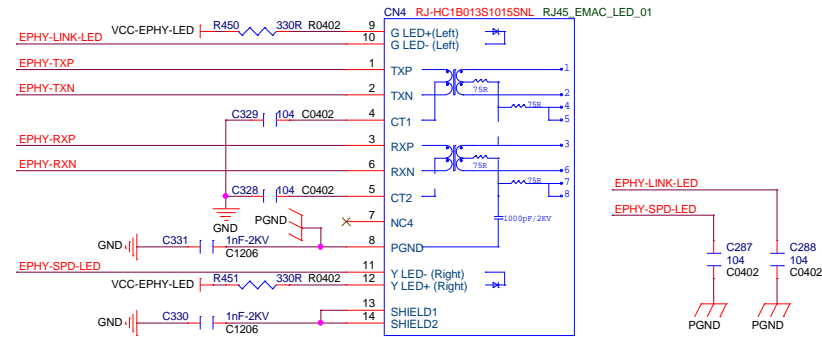 CN4 RJ-HC1B013S1015SNL RJ45_EMAC_LED_01
VCC-EPHY-LED R450 330R R0402 9 G LED+(Left)
EPHY-LINK-LED 10 G LED- (Left)
EPHY-TXP 1 TXP 1
75R
EPHY-TXN 2 TXN 2
75R 4
C329 104 C0402 4 CT1 5
EPHY-RXP 3 RXP 3
75R
EPHY-RXN 6 RXN 6
75R 7
C328 104 C0402 5 CT2 8
GND PGND 7 NC4 1000pF/2KV
GND C331 1nF-2KV C1206 8 PGND
EPHY-SPD-LED 11 Y LED- (Right)
VCC-EPHY-LED R451 330R R0402 12 Y LED+ (Right)
13 SHIELD1
GND C330 1nF-2KV C1206 14 SHIELD2
EPHY-LINK-LED
EPHY-SPD-LED
C287 C288
104 104
C0402 C0402
PGND PGND